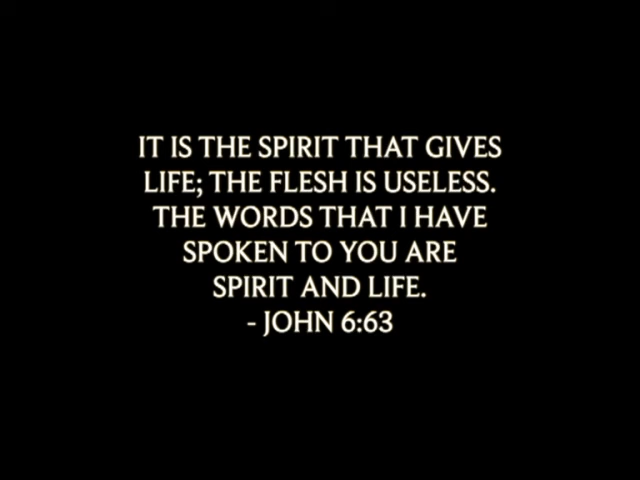 IT IS THE SPIRIT THAT GIVES
LIFE; THE FLESH IS USELESS.
THE WORDS THAT I HAVE
SPOKEN TO YOU ARE
SPIRIT AND LIFE.
- JOHN 6:63